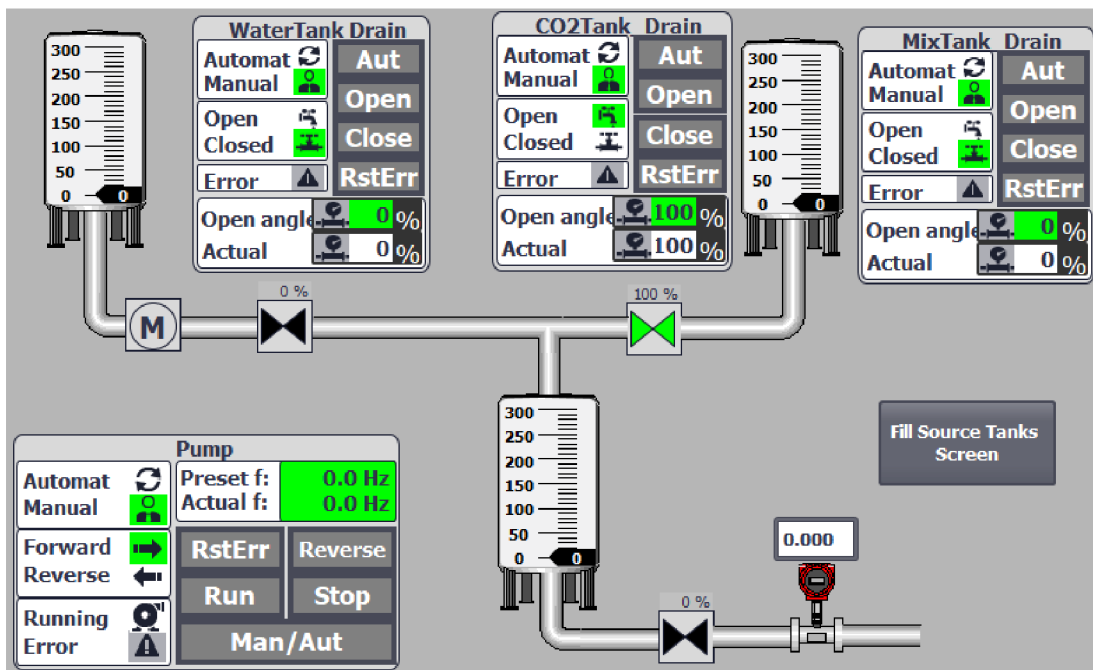 WaterTank Drain
Automat
Manual
Open
Closed
Error
Aut
Open
Close
RstErr
Open angle 0 %
Actual 0 %
CO2Tank Drain
Automat
Manual
Open
Closed
Error
Aut
Open
Close
RstErr
Open angle 100 %
Actual 100 %
MixTank Drain
Automat
Manual
Open
Closed
Error
Aut
Open
Close
RstErr
Open angle 0 %
Actual 0 %
300
250
200
150
100
50
0 0
300
250
200
150
100
50
0 0
M
0 %
100 %
300
250
200
150
100
50
0 0
Fill Source Tanks
Screen
Pump
Automat
Manual
Forward
Reverse
Running
Error
Preset f: 0.0 Hz
Actual f: 0.0 Hz
RstErr Reverse
Run Stop
Man/Aut
0.000
0 %